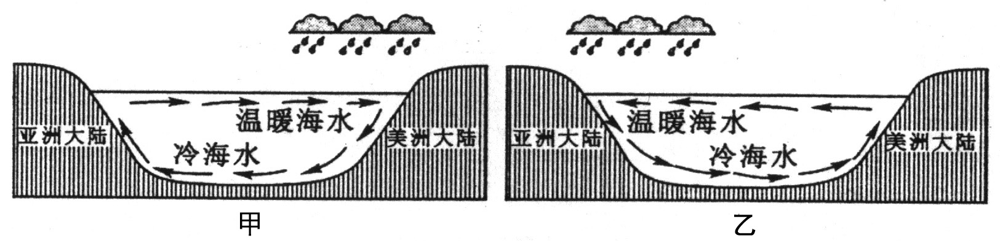 温暖海水
亚洲大陆
美洲大陆
冷海水
甲
温暖海水
亚洲大陆
美洲大陆
冷海水
乙